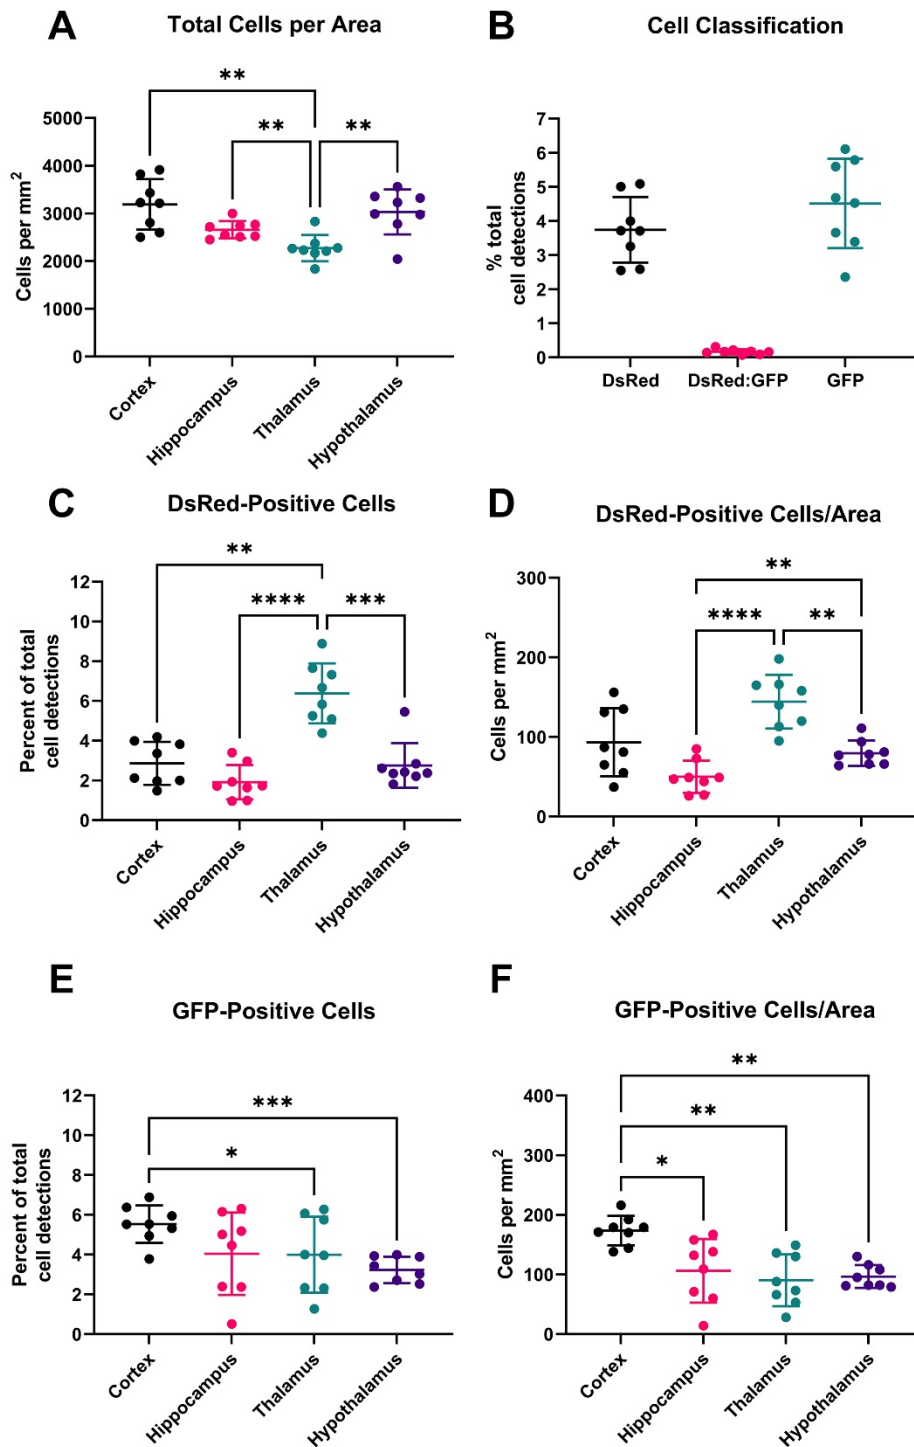 A
Total Cells per Area
**
**
**
Cells per mm2
5000
4000
3000
2000
1000
0
Cortex
Hippocampus
Thalamus
Hypothalamus
B
Cell Classification
% total
cell detections
7
6
5
4
3
2
1
0
DsRed
DsRed:GFP
GFP
C
DsRed-Positive Cells
**
****
***
Percent of total
cell detections
12
10
8
6
4
2
0
Cortex
Hippocampus
Thalamus
Hypothalamus
D
DsRed-Positive Cells/Area
**
****
**
Cells per mm2
300
200
100
0
Cortex
Hippocampus
Thalamus
Hypothalamus
E
GFP-Positive Cells
***
*
Percent of total
cell detections
12
10
8
6
4
2
0
Cortex
Hippocampus
Thalamus
Hypothalamus
F
GFP-Positive Cells/Area
**
**
*
Cells per mm2
400
300
200
100
0
Cortex
Hippocampus
Thalamus
Hypothalamus